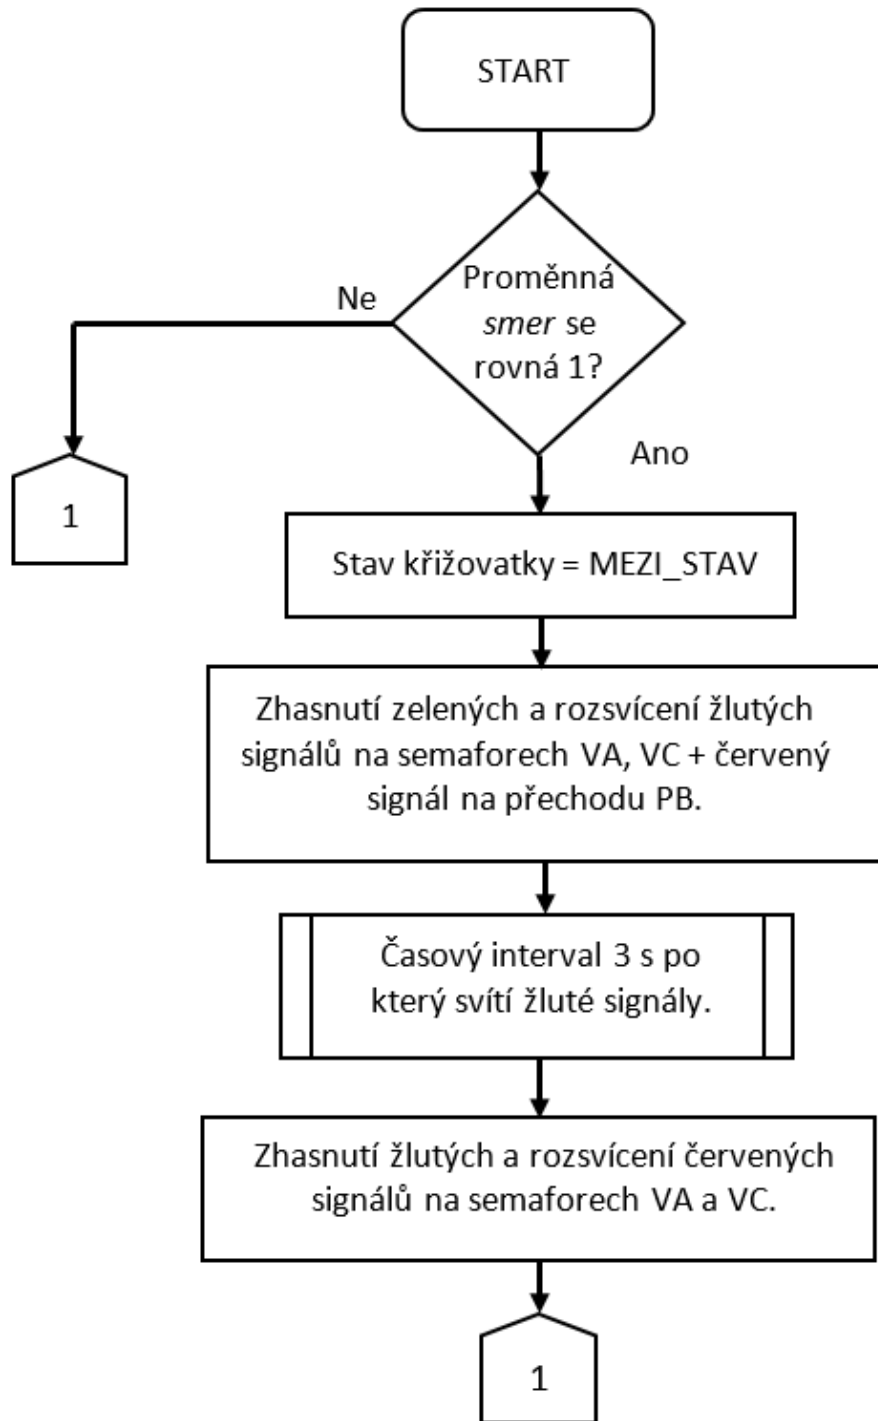 START
Proměnná
smer se
rovná 1?
Ne
Ano
1
Stav křižovatky = MEZI_STAV
Zhasnutí zelených a rozsvícení žlutých
signálů na semaforech VA, VC + červený
signál na přechodu PB.
Časový interval 3 s po
který svítí žluté signály.
Zhasnutí žlutých a rozsvícení červených
signálů na semaforech VA a VC.
1